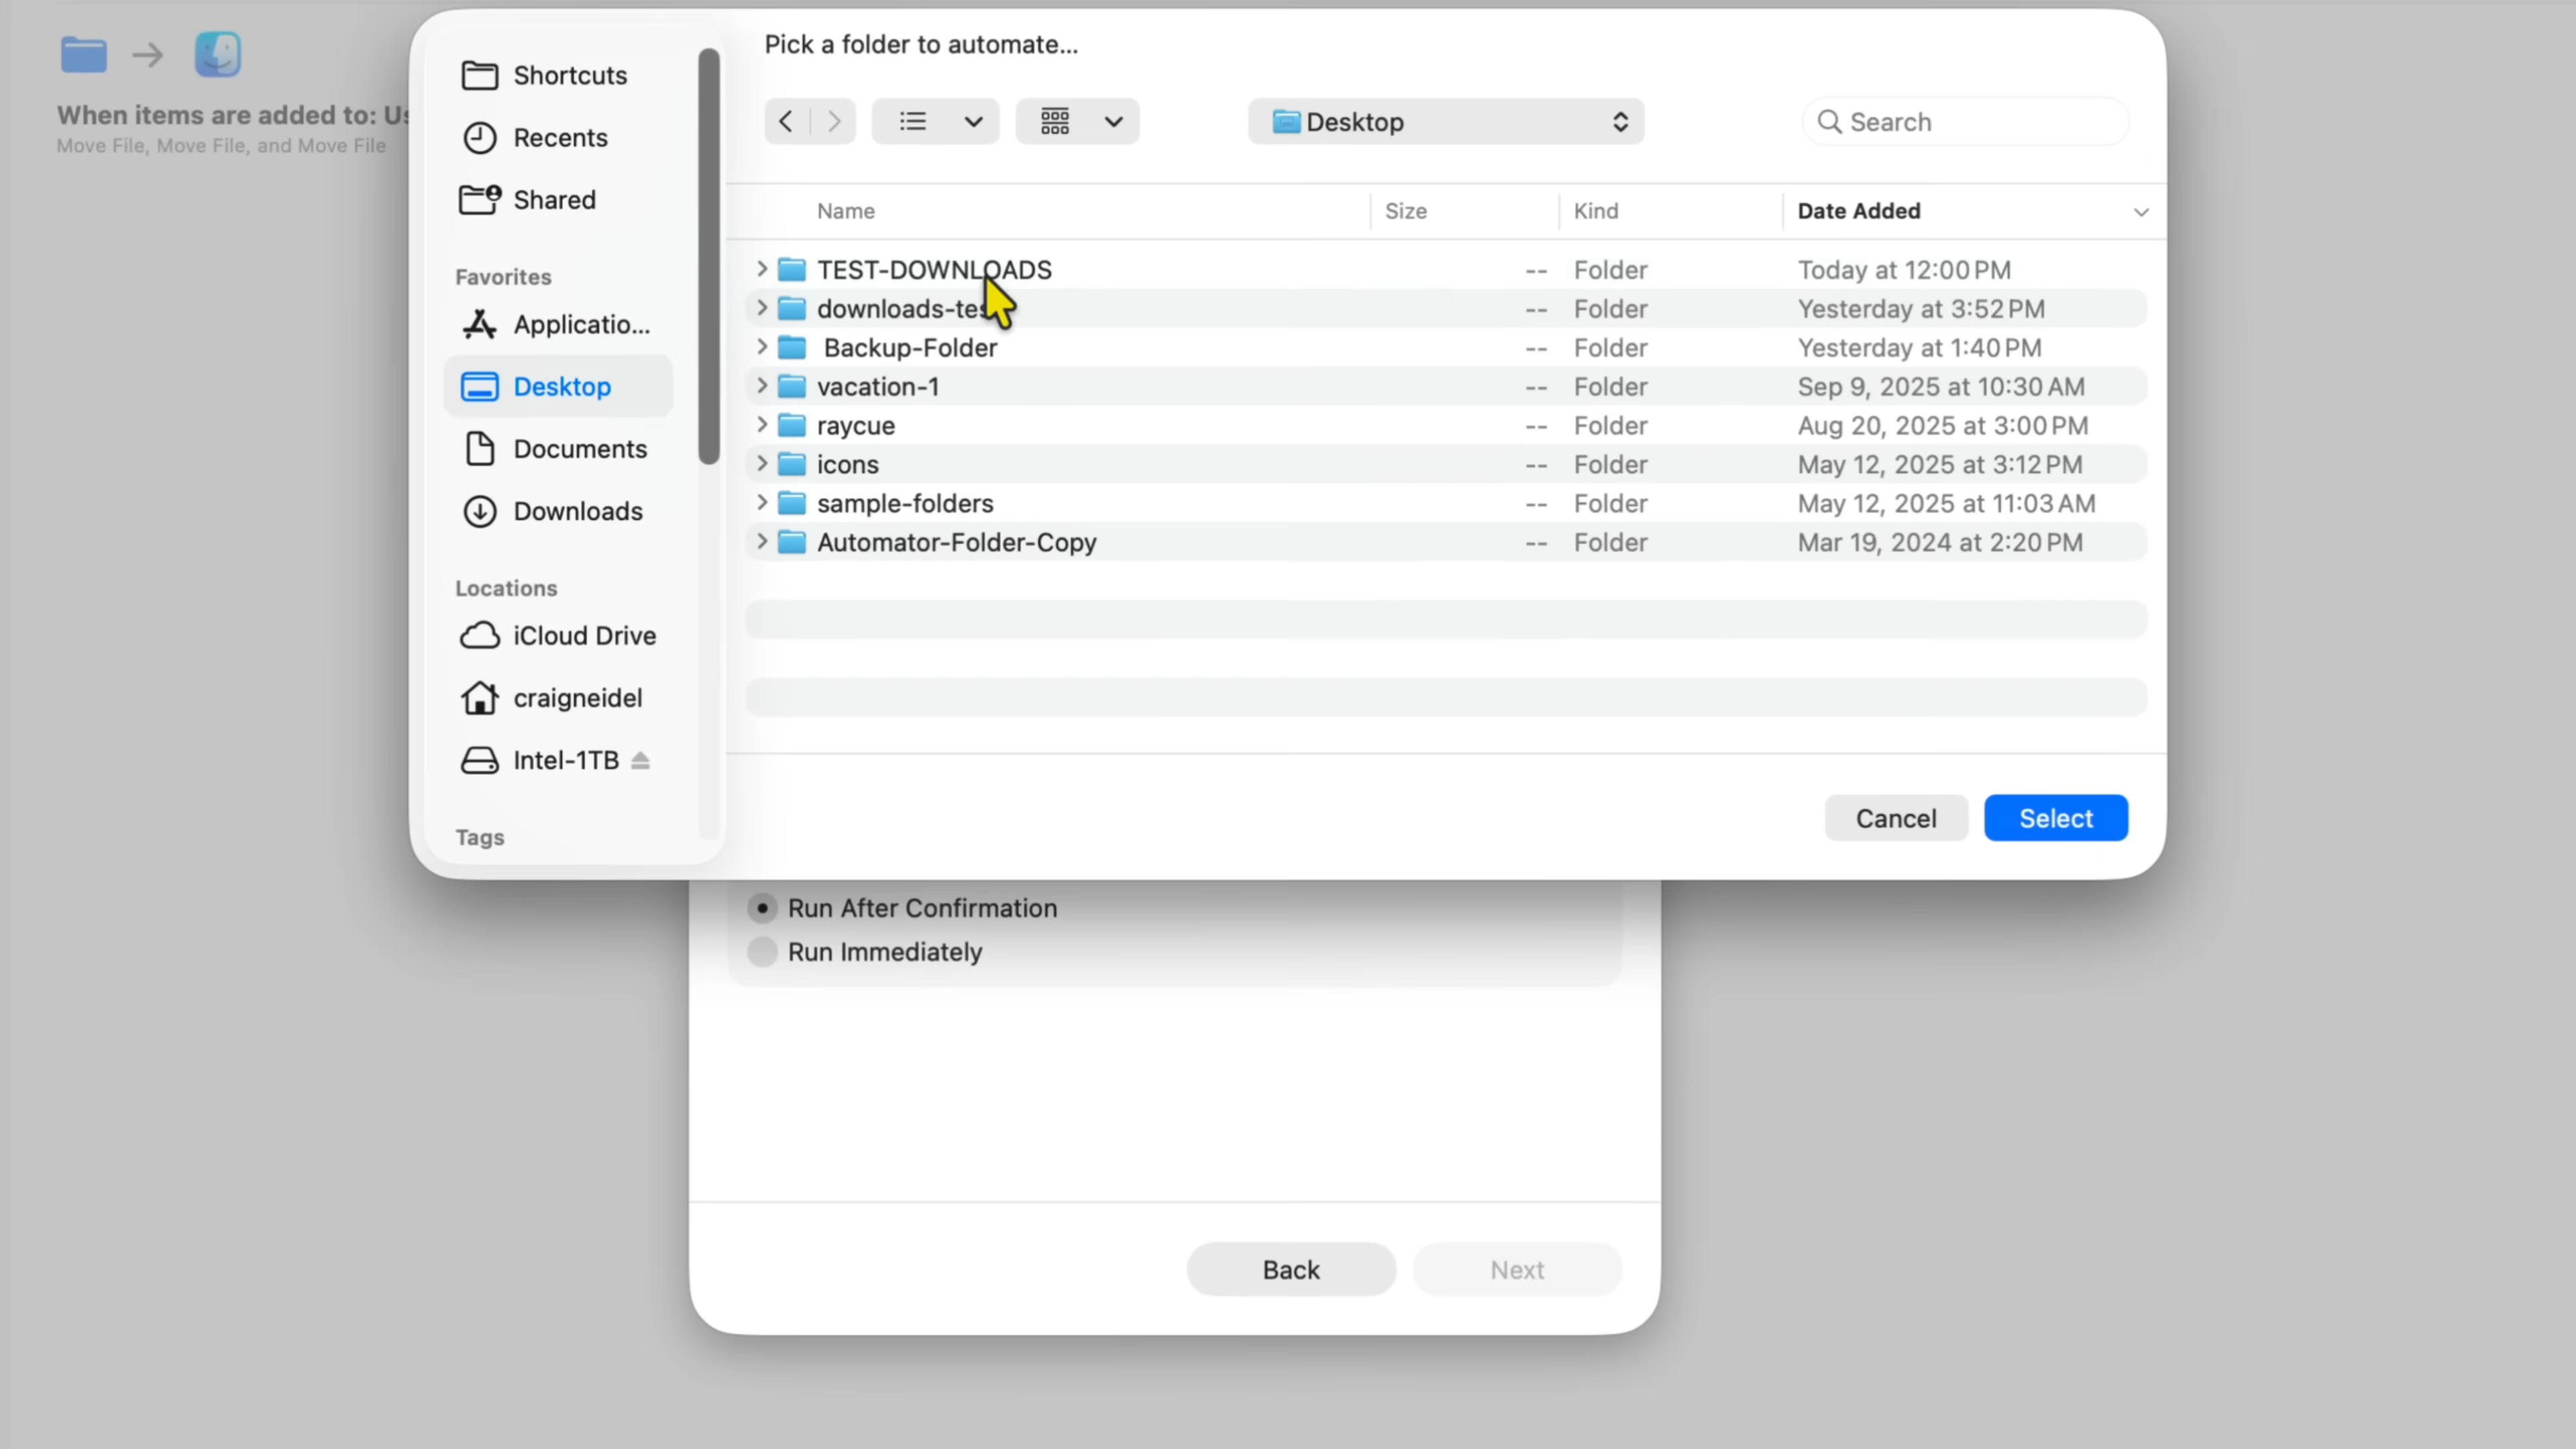 When items are added to:
Move File, Move File, and Move File
Shortcuts
Recents
Shared
Favorites
Applicatio...
Desktop
Documents
Downloads
Locations
iCloud Drive
craigneidel
Intel-1TB
Tags
Pick a folder to automate...
Desktop
Search
Name Size Kind Date Added
TEST-DOWNLOADS -- Folder Today at 12:00 PM
-- Folder Yesterday at 3:52 PM
Backup-Folder -- Folder Yesterday at 1:40 PM
vacation-1 -- Folder Sep 9, 2025 at 10:30 AM
raycue -- Folder Aug 20, 2025 at 3:00 PM
icons -- Folder May 12, 2025 at 3:12 PM
sample-folders -- Folder May 12, 2025 at 11:03 AM
Automator-Folder-Copy -- Folder Mar 19, 2024 at 2:20 PM
Cancel
Select
Run After Confirmation
Run Immediately
Back
Next